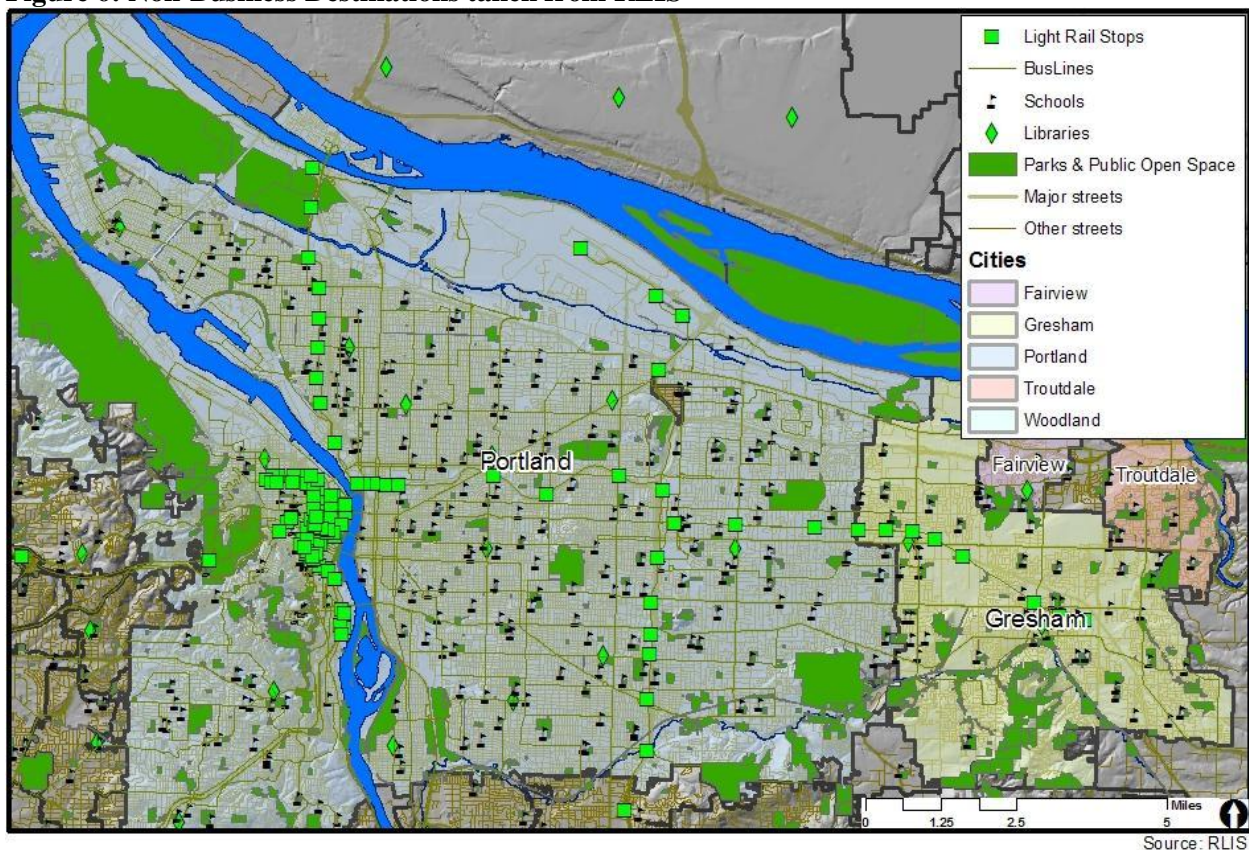 Figure Non-Business Destinations taken from RLIS
Light Rail Stops
BusLines
Schools
Libraries
Parks & Public Open Space
Major streets
Other streets
Cities
Fairview
Gresham
Portland
Troutdale
Woodland
Portland
Fairview
Troutdale
Gresham
Miles
0 1.25 2.5 5
Source: RLIS